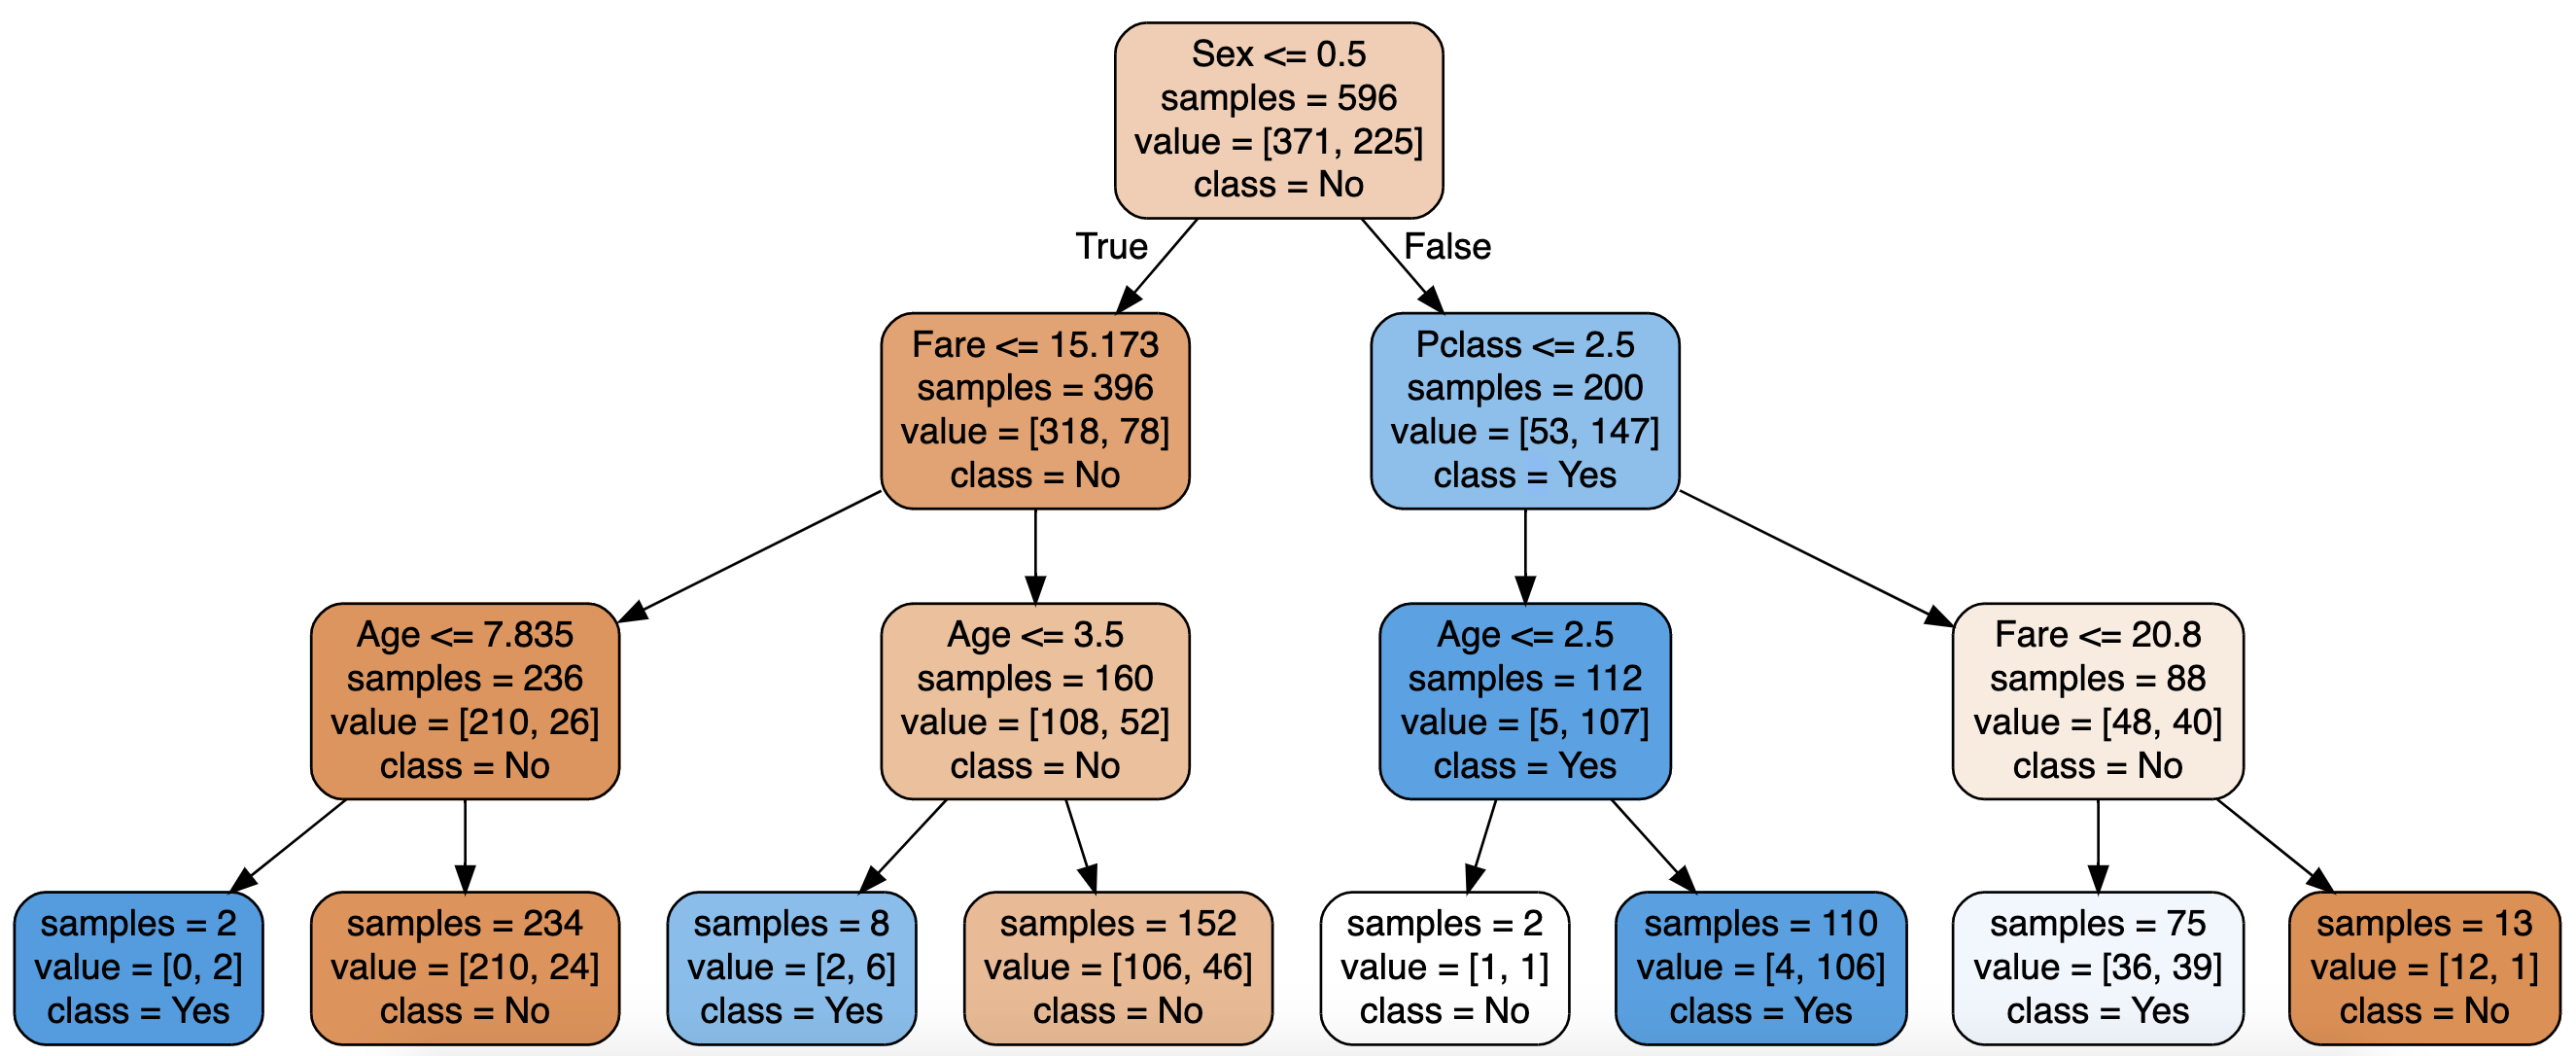 Sex <= 0.5
samples = 596
value = [371, 225]
class = No
True
False
Fare <= 15.173
samples = 396
value = [318, 78]
class = No
Pclass <= 2.5
samples = 200
value = [53, 147]
class = Yes
Age <= 7.835
samples = 236
value = [210, 26]
class = No
Age <= 3.5
samples = 160
value = [108, 52]
class = No
Age <= 2.5
samples = 112
value = [5, 107]
class = Yes
Fare <= 20.8
samples = 88
value = [48, 40]
class = No
samples = 2
value = [0, 2]
class = Yes
samples = 234
value = [210, 24]
class = No
samples = 8
value = [2, 6]
class = Yes
samples = 152
value = [106, 46]
class = No
samples = 2
value = [1, 1]
class = No
samples = 110
value = [4, 106]
class = Yes
samples = 75
value = [36, 39]
class = Yes
samples = 13
value = [12, 1]
class = No